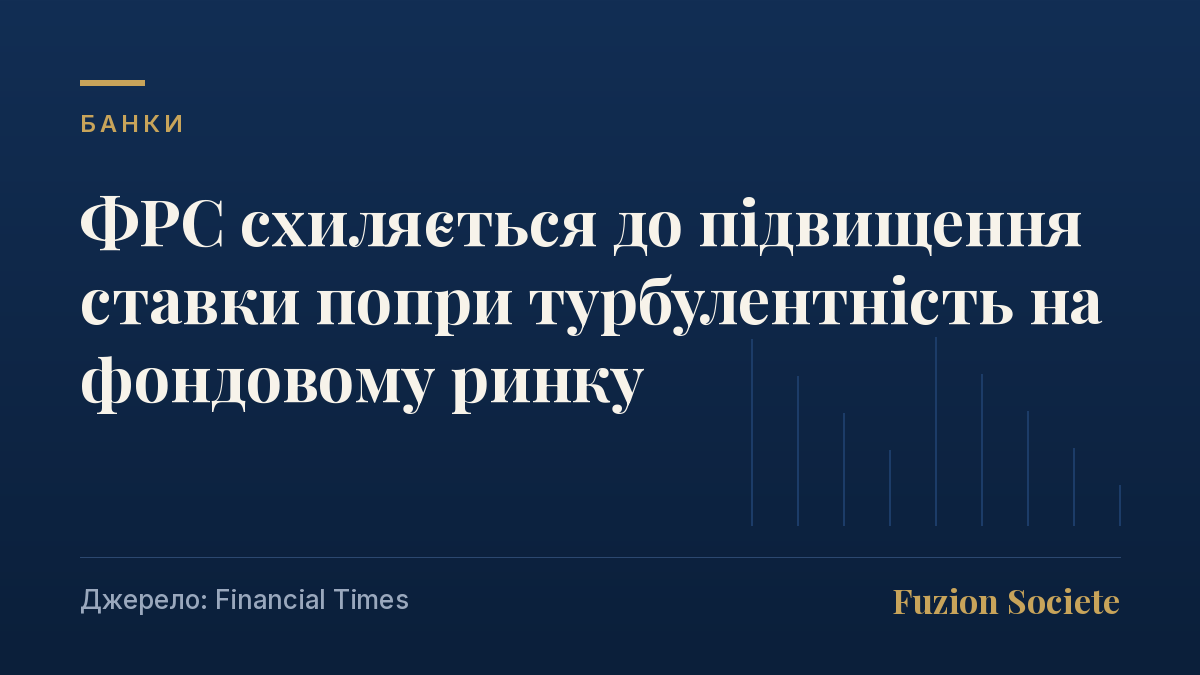 БАНКИ
ФРС схиляється до підвищення
ставки попри турбулентність на
фондовому ринку
Джерело: Financial Times
Fuzion Societe